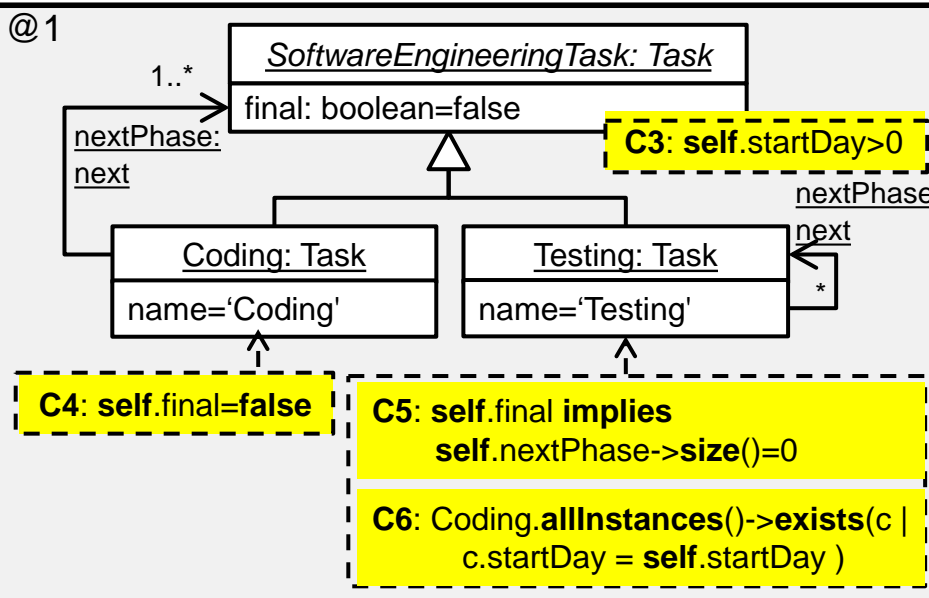 @1
SoftwareEngineeringTask: Task
1..*
final: boolean=false
nextPhase:
next
C3: self.startDay>0
nextPhase
next
Coding: Task
Testing: Task
*
name=‘Coding'
name=‘Testing'
C4: self.final=false
C5: self.final implies
self.nextPhase->size()=0
C6: Coding.allInstances()->exists(c |
c.startDay = self.startDay )